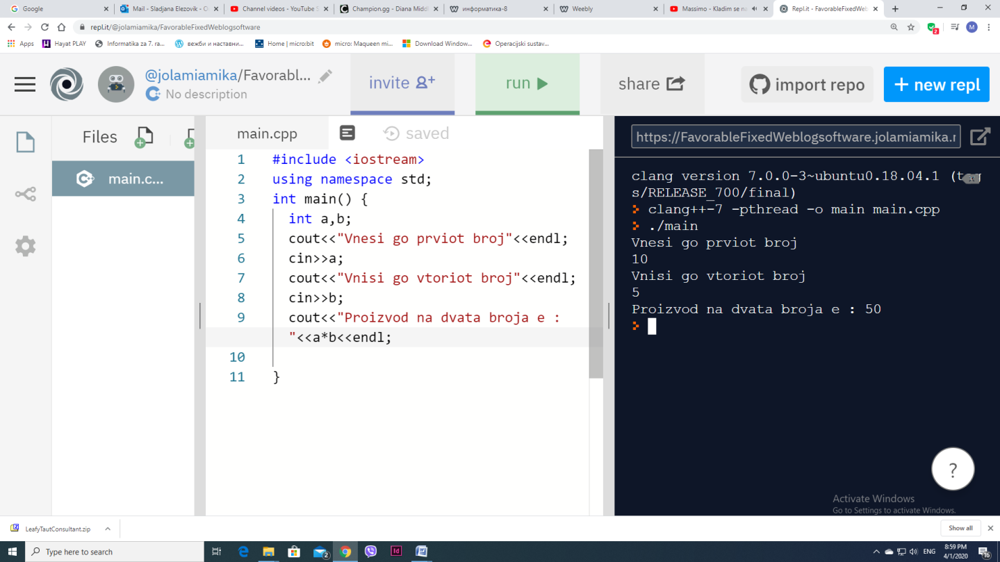 Google
Mail - Sladjana Elezovik - O
Channel videos - YouTube S
Champion.gg - Diana Middl
информатика-8
Weebly
Massimo - Kladim se na
Repl.it - FavorableFixedWeb
repl.it/@jolamiamika/FavorableFixedWeblogsoftware
2
M
Apps
Hayat PLAY
Informatika za 7. ra...
вежби и наставни...
Home | micro:bit
micro: Maqueen mi...
Download Window...
Operacijski sustav...
@jolamiamika/Favorabl...
No description
invite
run
share
import repo
+ new repl
Files
main.c...
main.cpp
saved
1 #include <iostream>
2 using namespace std;
3 int main() {
4 int a,b;
5 cout<<"Vnesi go prviot broj"<<endl;
6 cin>>a;
7 cout<<"Vnisi go vtoriot broj"<<endl;
8 cin>>b;
9 cout<<"Proizvod na dvata broja e :
"<<a*b<<endl;
10
11 }
https://FavorableFixedWeblogsoftware.jolamiamika.r
clang version 7.0.0-3~ubuntu0.18.04.1 (tag
s/RELEASE_700/final)
clang++-7 -pthread -o main main.cpp
./main
Vnesi go prviot broj
10
Vnisi go vtoriot broj
5
Proizvod na dvata broja e : 50
?
Activate Windows
Go to Settings to activate Windows.
LeafyTautConsultant.zip
Show all
Type here to search
2
Id
ENG
8:59 PM
4/1/2020
16